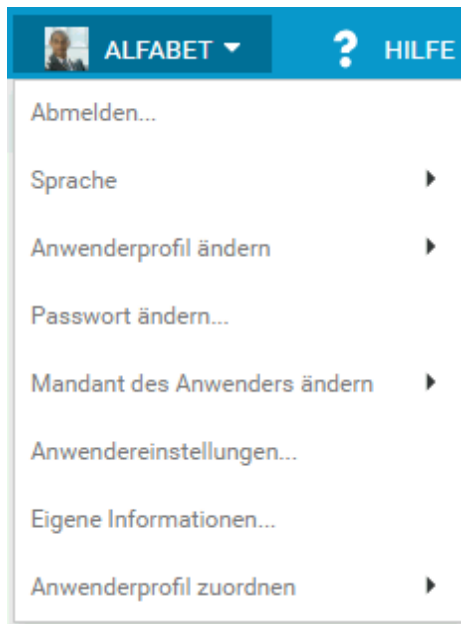 ALFABET ? HILFE
Abmelden...
Sprache
Anwenderprofil ändern
Passwort ändern...
Mandant des Anwenders ändern
Anwendereinstellungen...
Eigene Informationen...
Anwenderprofil zuordnen